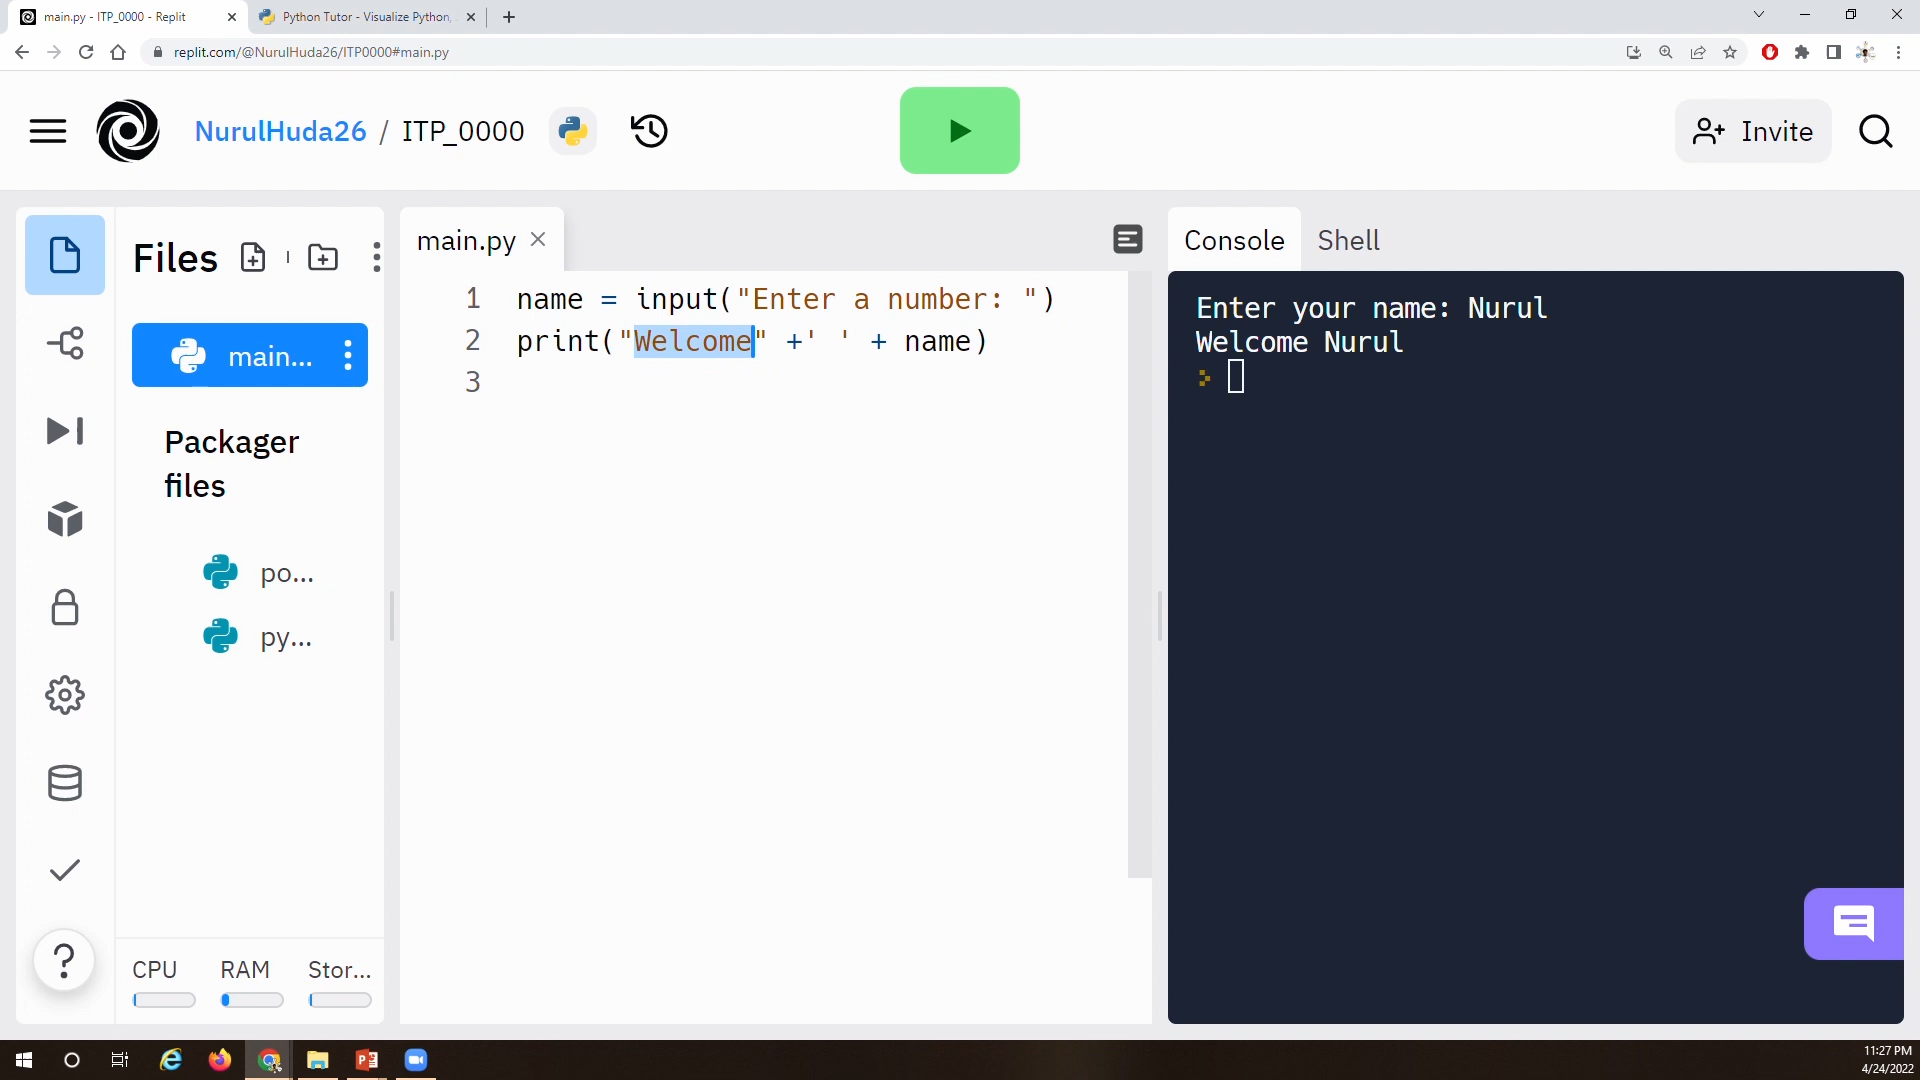 main.py - ITP_0000 - Replit
Python Tutor - Visualize Python,
replit.com/@NurulHuda26/ITP0000#main.py
NurulHuda26 / ITP_0000
Invite
Files
main.py
Console
Shell
main...
Packager
files
po...
py...
CPU
RAM
Stor...
1 name = input("Enter a number: ")
2 print("Welcome" +' ' + name)
3
Enter your name: Nurul
Welcome Nurul
11:27 PM
4/24/2022